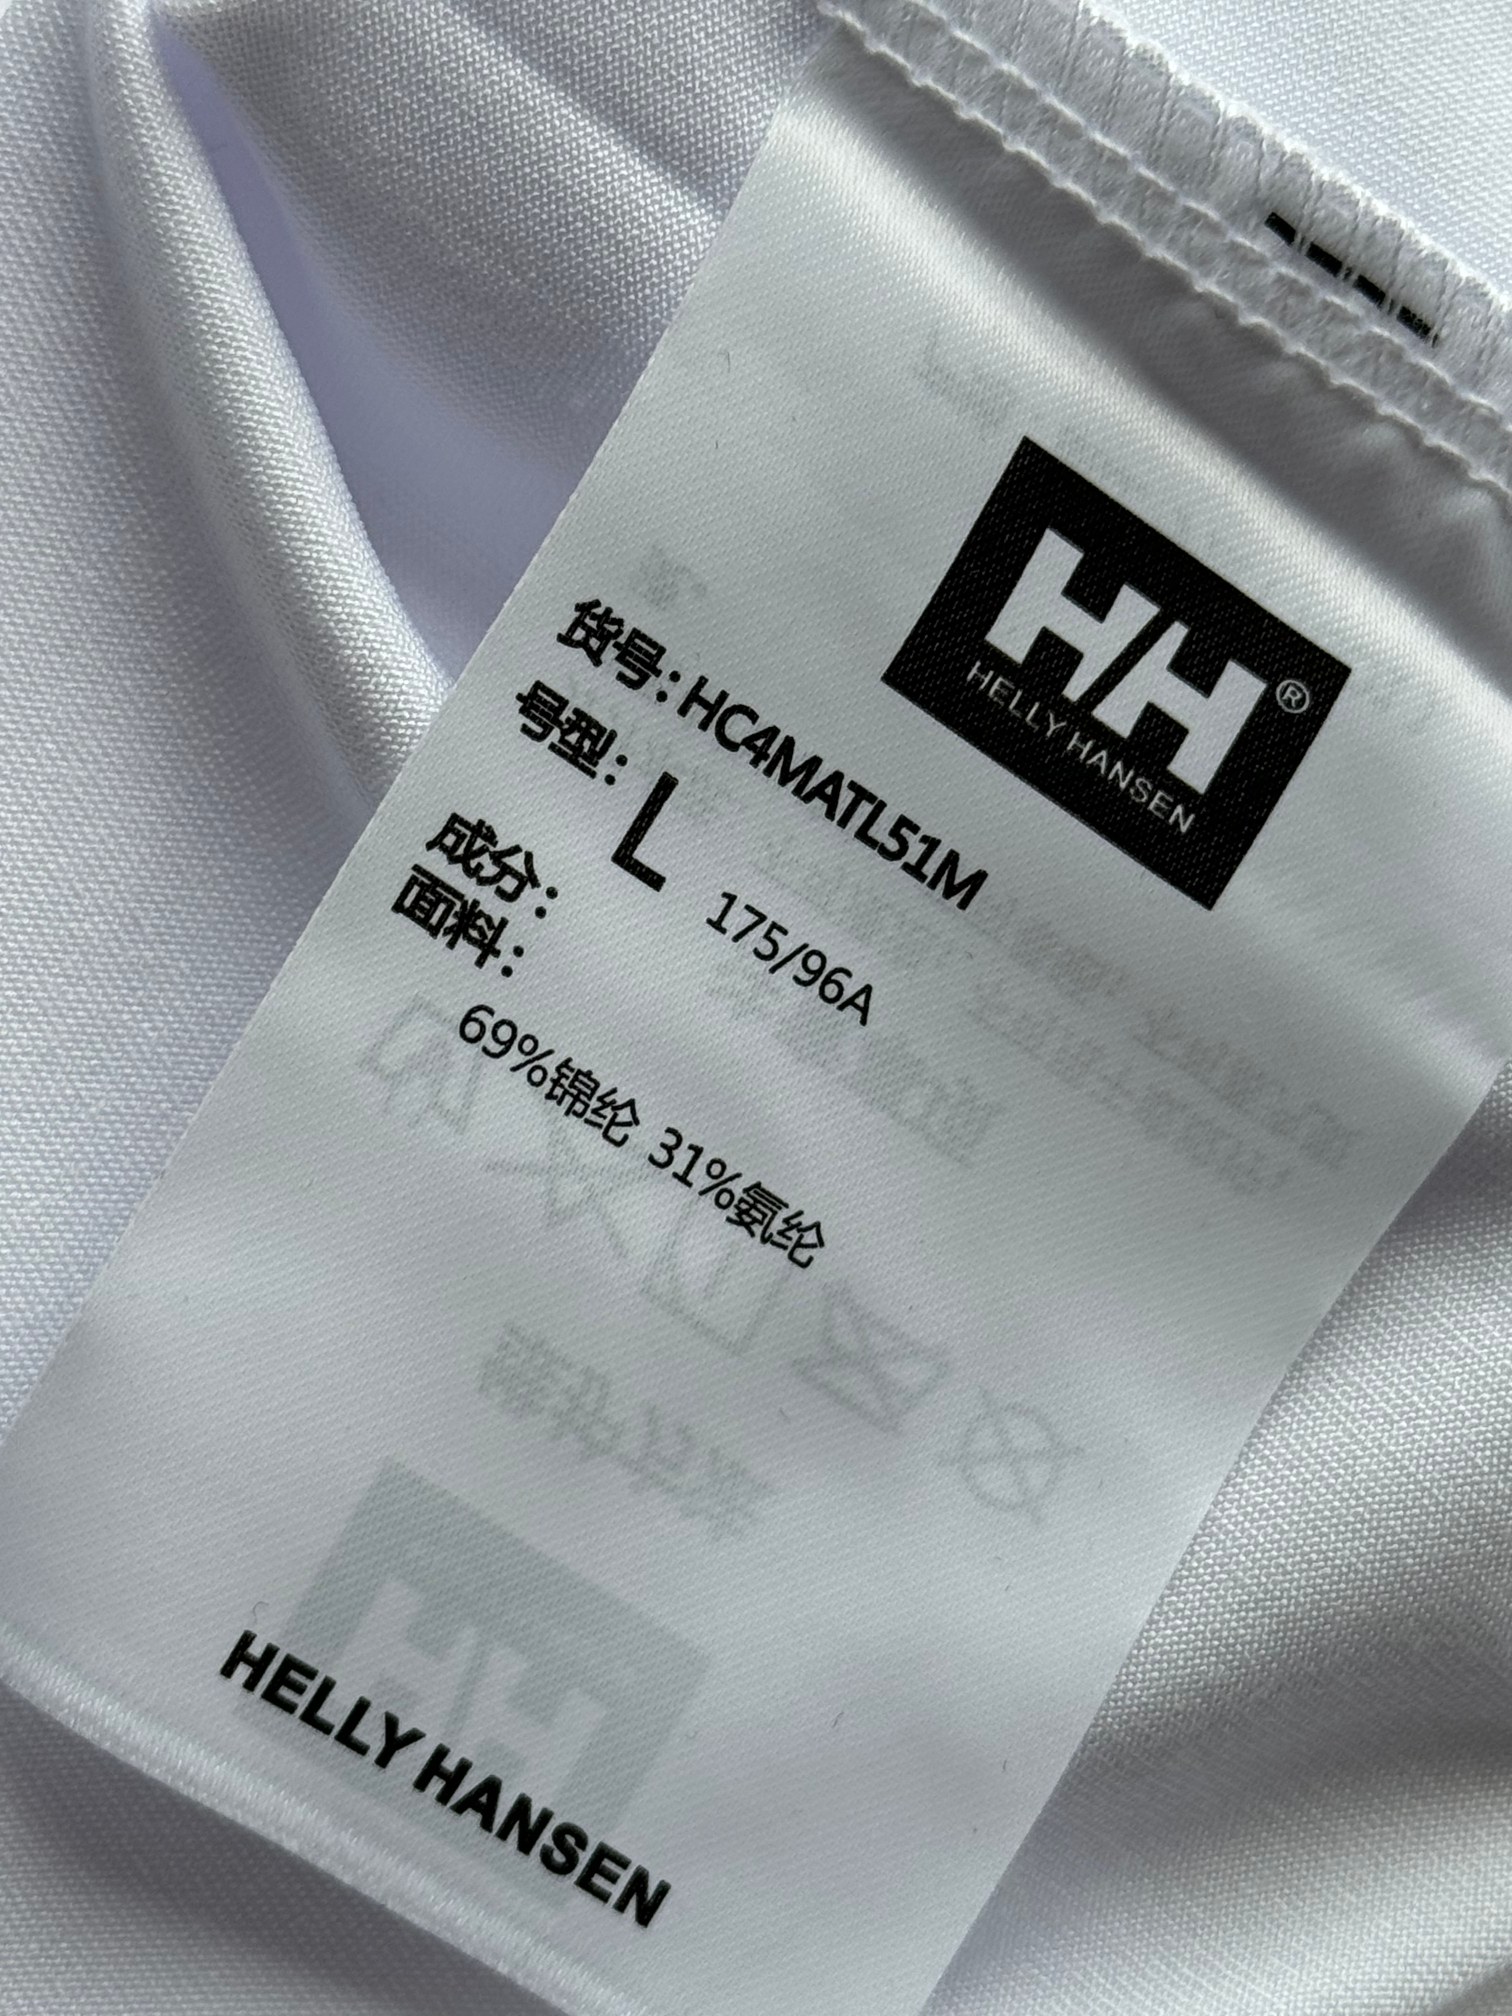 HH®
HELLY HANSEN
货号：HC4MATL51M
号型：L 175/96A
成分：
面料：
69%锦纶 31%氨纶
HELLY HANSEN